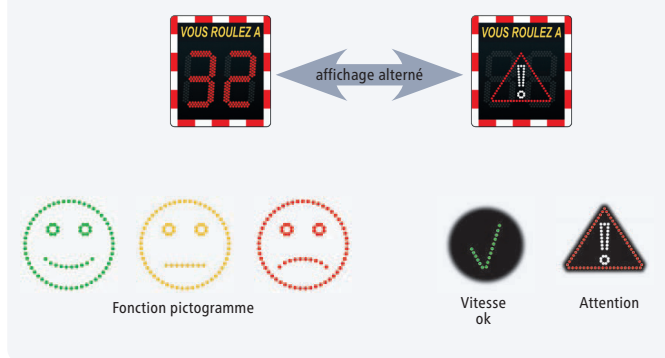 VOUS ROULEZ A
32
VOUS ROULEZ A
affichage alterné
Fonction pictogramme
Vitesse
ok
Attention